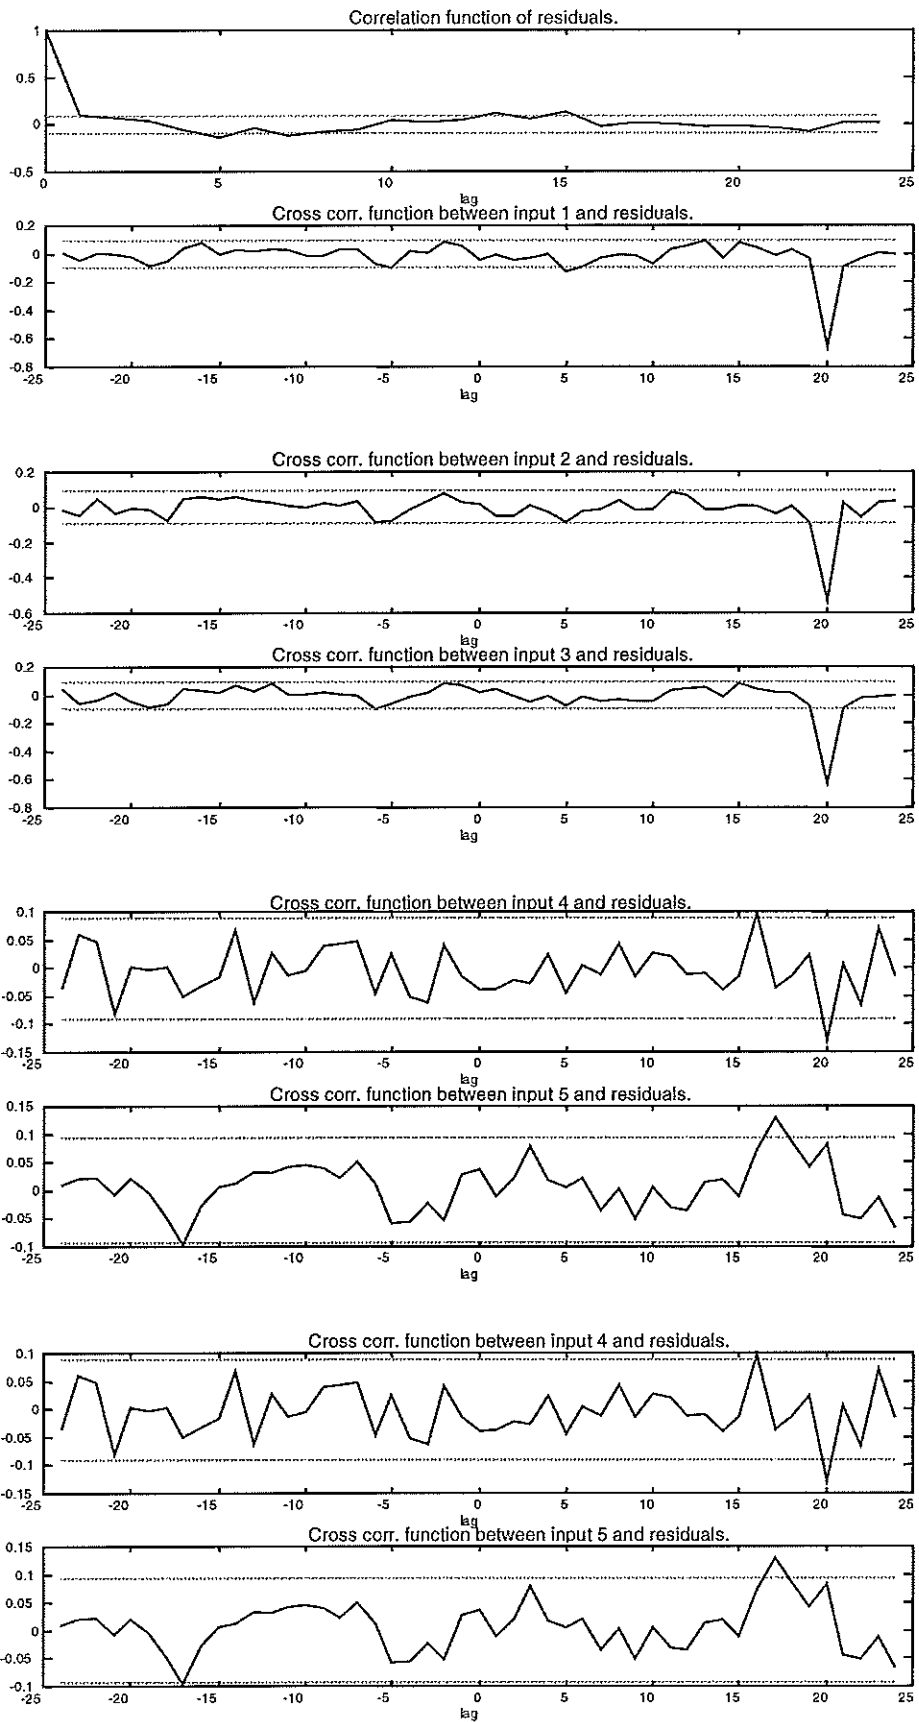 Correlation function of residuals.
1
0.5
0
-0.5
0 5 10 15 20 25
lag
Cross corr. function between input 1 and residuals.
0.2
0
-0.2
-0.4
-0.6
-0.8
-25 -20 -15 -10 -5 0 5 10 15 20 25
lag
Cross corr. function between input 2 and residuals.
0.2
0
-0.2
-0.4
-0.6
-25 -20 -15 -10 -5 0 5 10 15 20 25
lag
Cross corr. function between input 3 and residuals.
0.2
0
-0.2
-0.4
-0.6
-0.8
-25 -20 -15 -10 -5 0 5 10 15 20 25
lag
Cross corr. function between input 4 and residuals.
0.1
0.05
0
-0.05
-0.1
-0.15
-25 -20 -15 -10 -5 0 5 10 15 20 25
lag
Cross corr. function between input 5 and residuals.
0.15
0.1
0.05
0
-0.05
-0.1
-25 -20 -15 -10 -5 0 5 10 15 20 25
lag
Cross corr. function between input 4 and residuals.
0.1
0.05
0
-0.05
-0.1
-0.15
-25 -20 -15 -10 -5 0 5 10 15 20 25
lag
Cross corr. function between input 5 and residuals.
0.15
0.1
0.05
0
-0.05
-0.1
-25 -20 -15 -10 -5 0 5 10 15 20 25
lag